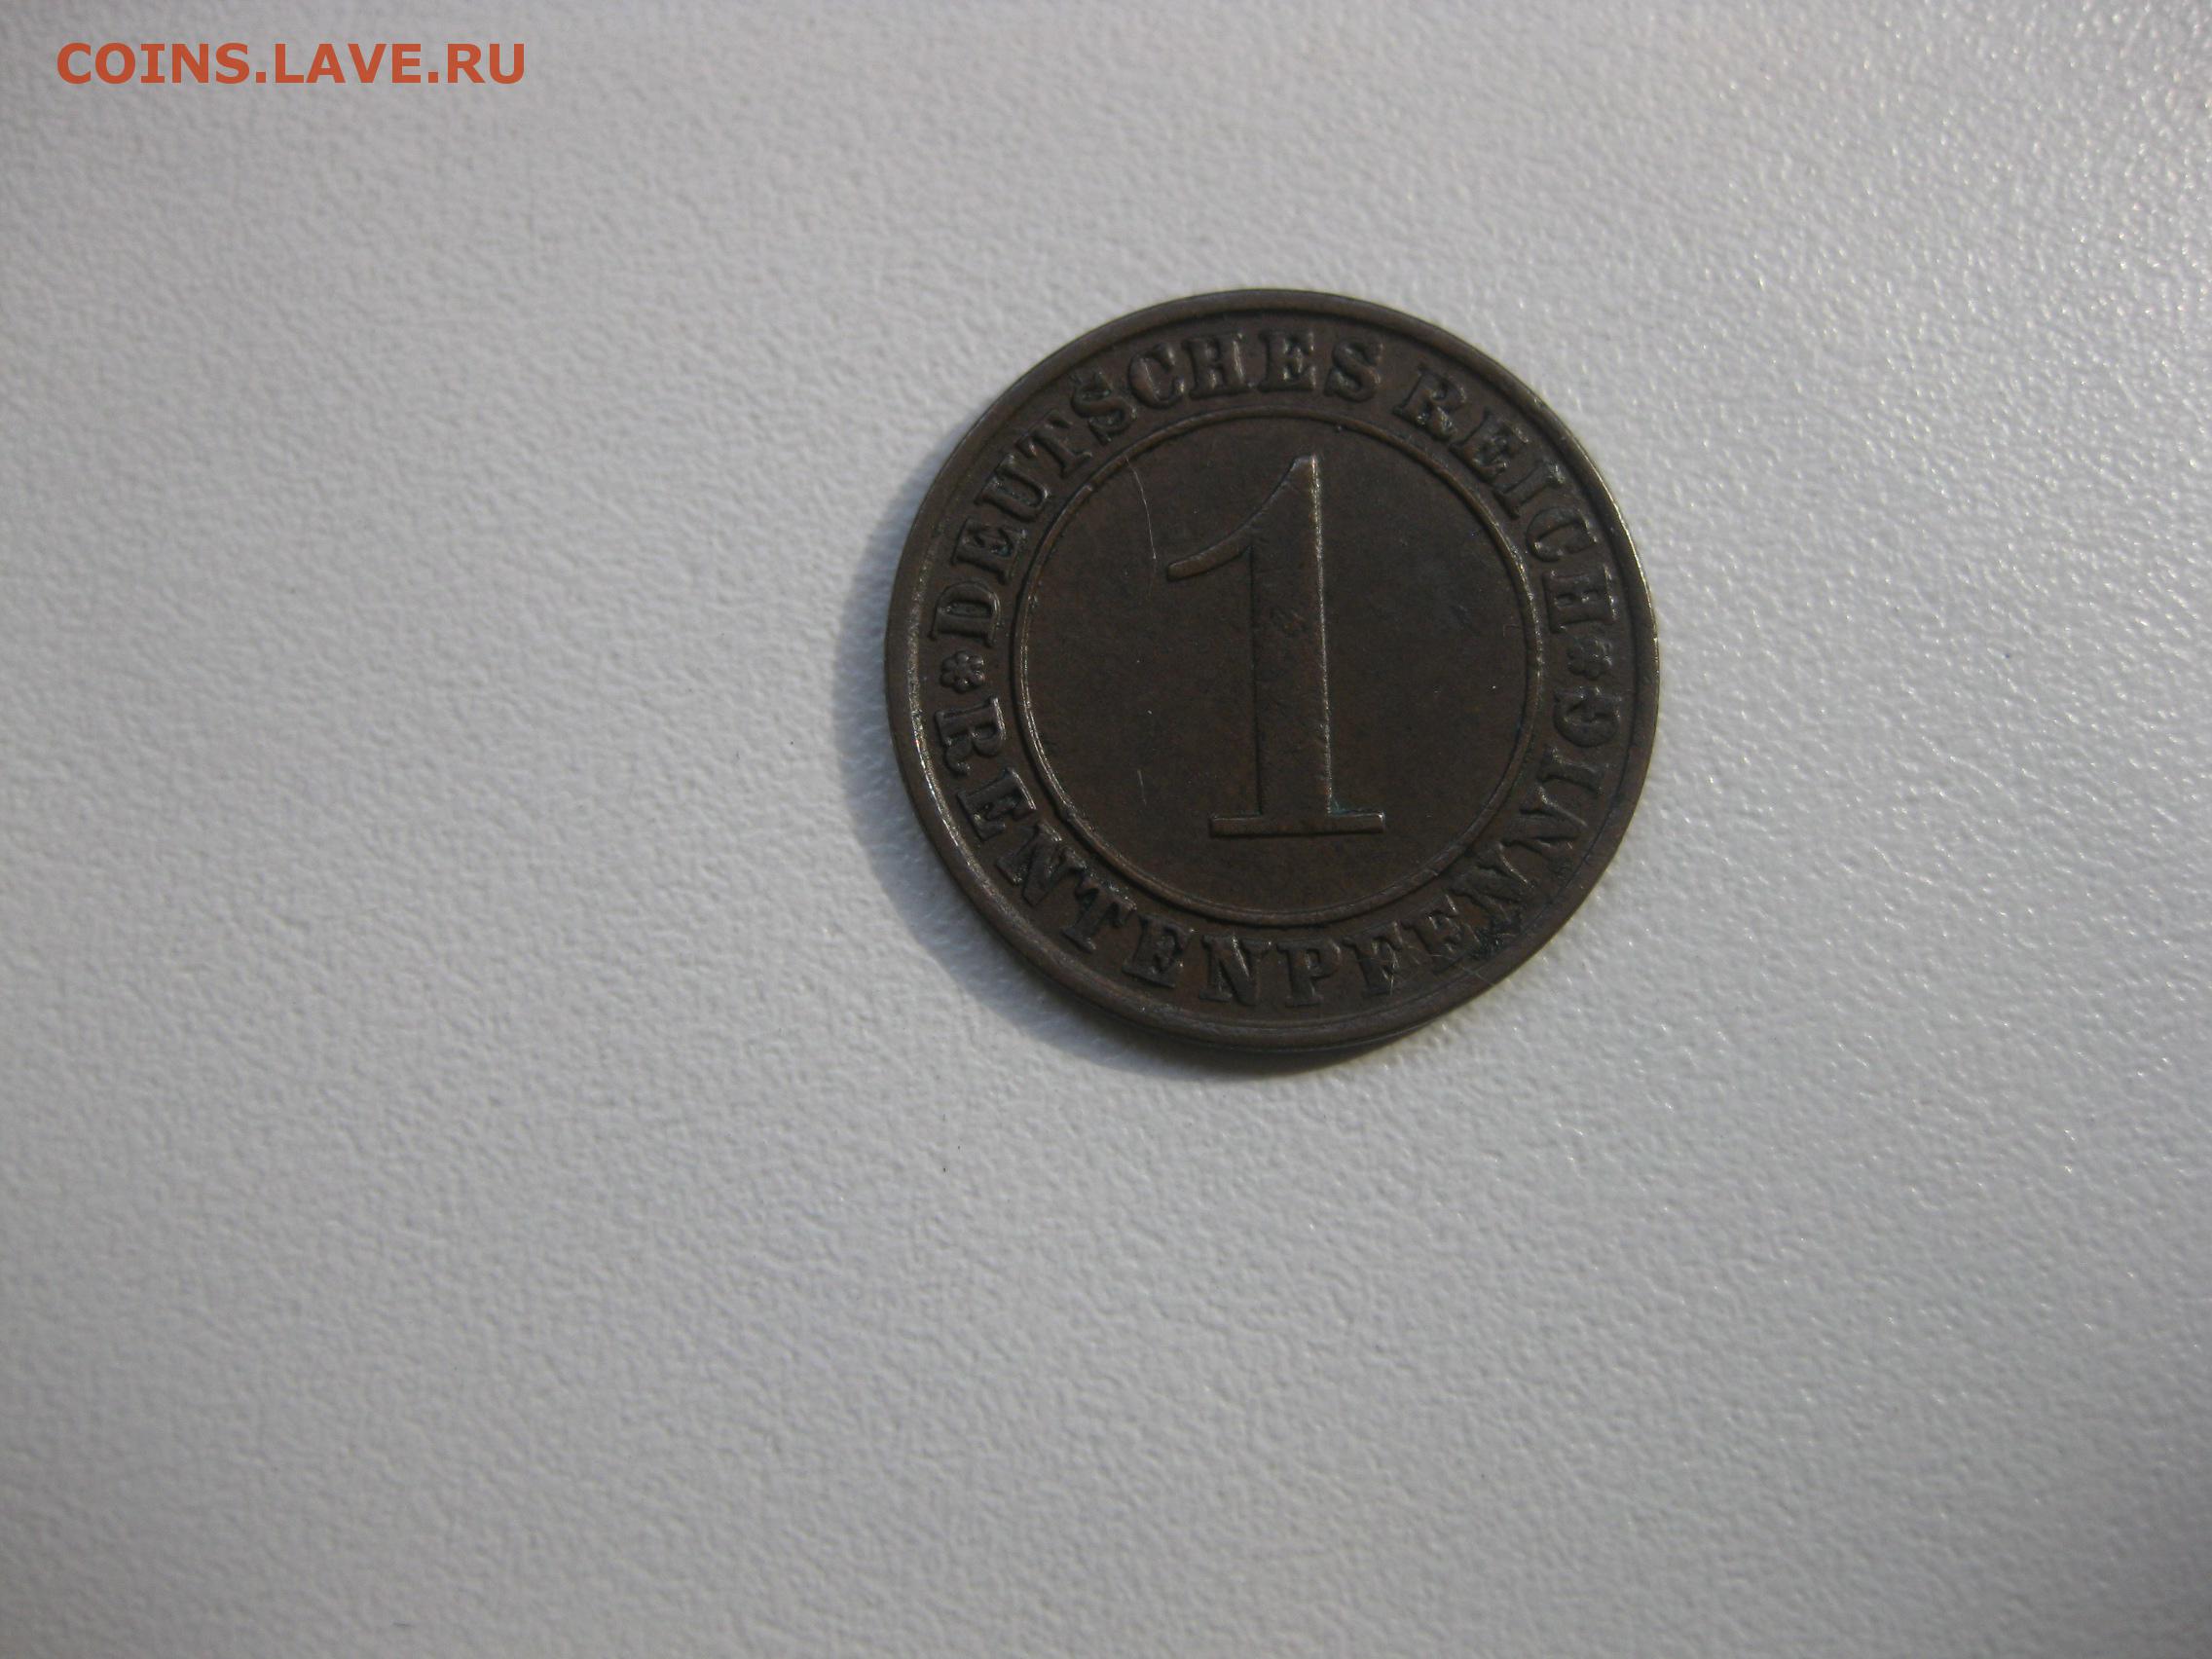 COINS.LAVE.RU
DEUTSCHES REICH
1
RENTENPFENNIG